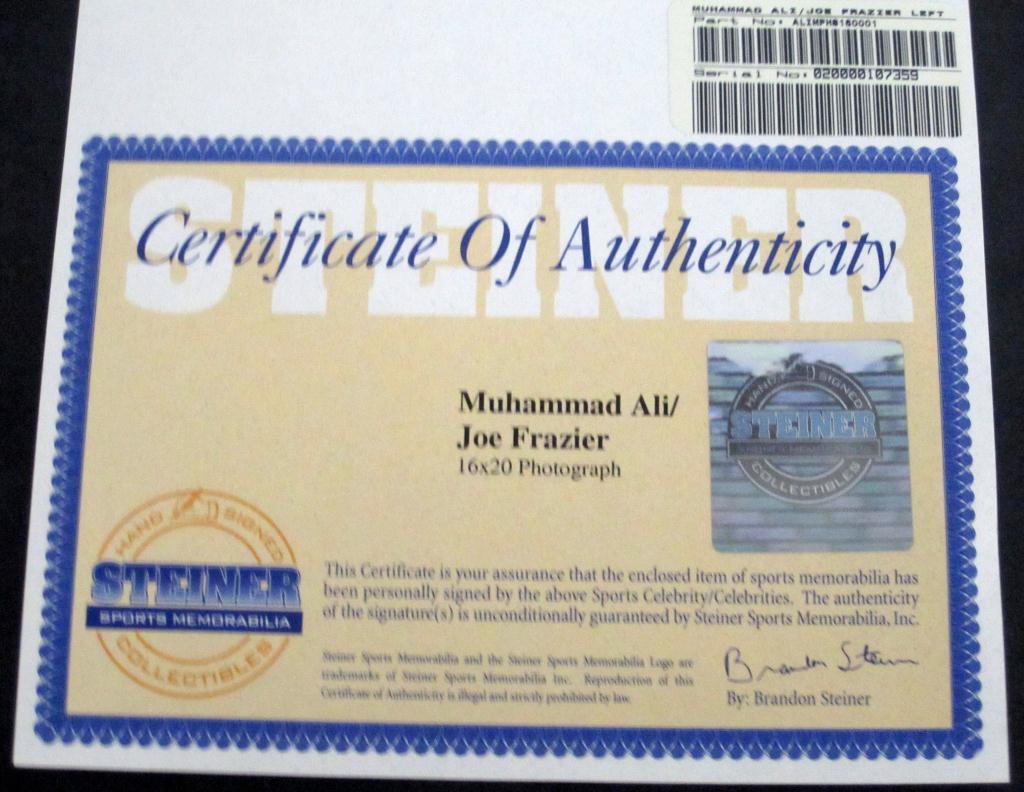 MUHAMMAD ALI/JOE FRAZIER LEFT
Part No: ALIMPHS160001
Serial No: 020000107359
STEINER
Certificate Of Authenticity
Muhammad Ali/
Joe Frazier
16x20 Photograph
HAND SIGNED
STEINER
COLLECTIBLES
HAND SIGNED
STEINER
SPORTS MEMORABILIA
COLLECTIBLES
This Certificate is your assurance that the enclosed item of sports memorabilia has
been personally signed by the above Sports Celebrity/Celebrities. The authenticity
of the signature(s) is unconditionally guaranteed by Steiner Sports Memorabilia, Inc.
Steiner Sports Memorabilia and the Steiner Sports Memorabilia Logo are
trademarks of Steiner Sports Memorabilia Inc. Reproduction of this
Certificate of Authenticity is illegal and strictly prohibited by law.
Brandon Steiner
By: Brandon Steiner